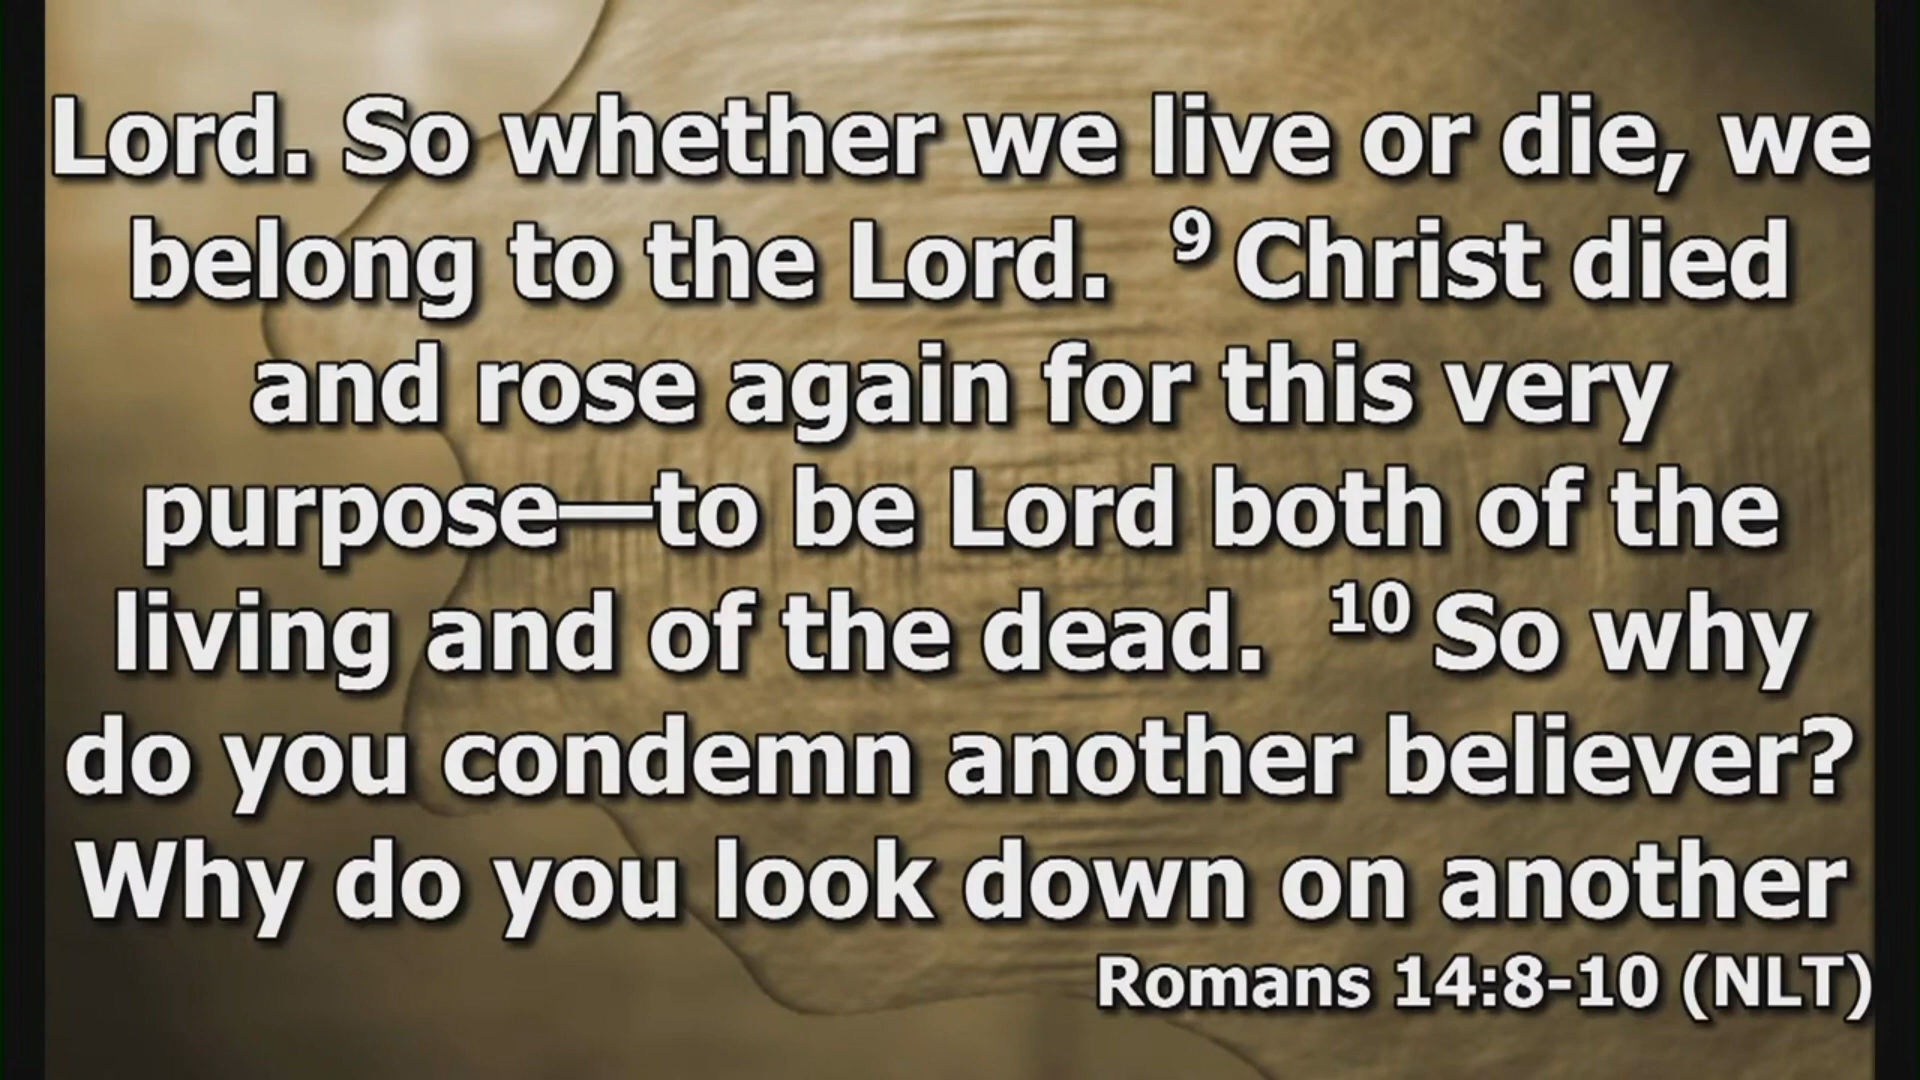 Lord. So whether we live or die, we
belong to the Lord. 9 Christ died
and rose again for this very
purpose—to be Lord both of the
living and of the dead. 10 So why
do you condemn another believer?
Why do you look down on another
Romans 14:8-10 (NLT)